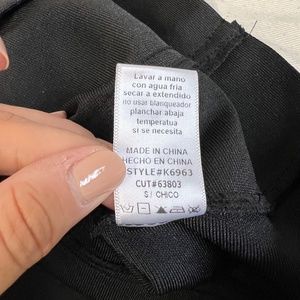 Lavar a mano
con agua fria
secar a extendido
no usar blanqueador
planchar abaja
temperatua
si se necesita
MADE IN CHINA
HECHO EN CHINA
STYLE#K6963
CUT#63803
S / CHICO